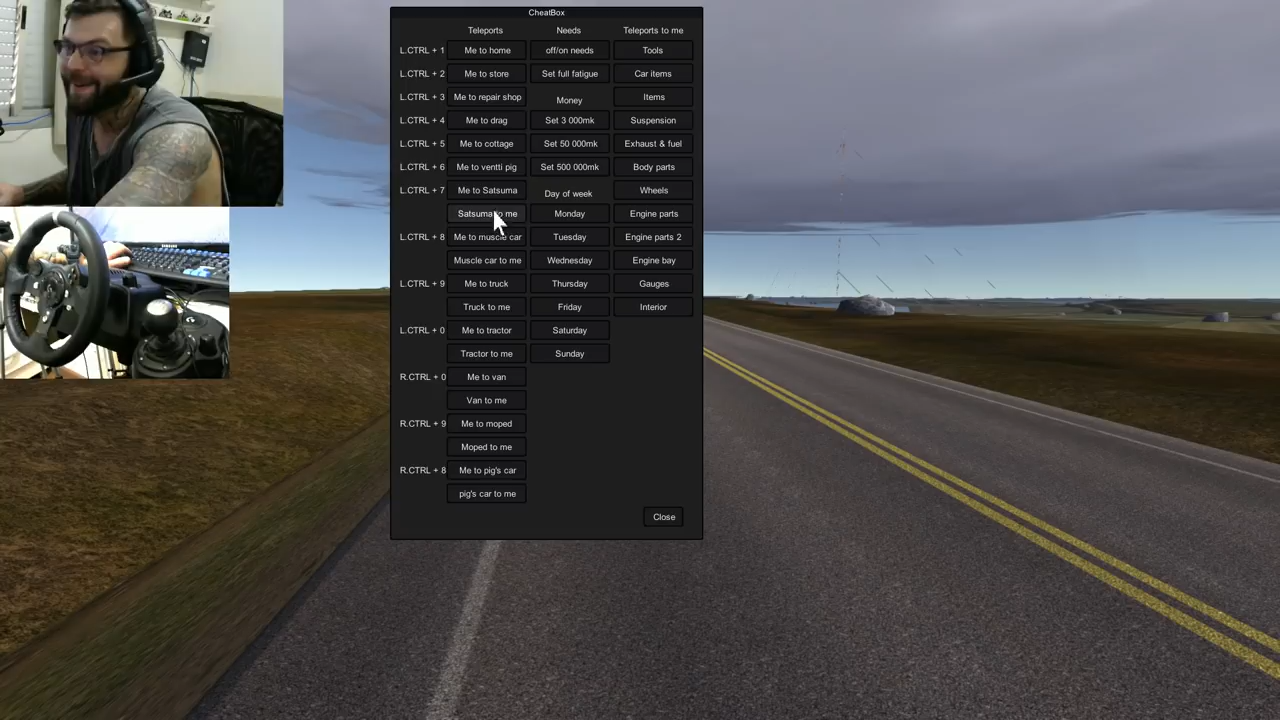 CheatBox
Teleports Needs Teleports to me
L.CTRL + 1 Me to home off/on needs Tools
L.CTRL + 2 Me to store Set full fatigue Car items
L.CTRL + 3 Me to repair shop Money Items
L.CTRL + 4 Me to drag Set 3 000mk Suspension
L.CTRL + 5 Me to cottage Set 50 000mk Exhaust & fuel
L.CTRL + 6 Me to ventti pig Set 500 000mk Body parts
L.CTRL + 7 Me to Satsuma Day of week Wheels
Satsuma to me Monday Engine parts
L.CTRL + 8 Me to muscle car Tuesday Engine parts 2
Muscle car to me Wednesday Engine bay
L.CTRL + 9 Me to truck Thursday Gauges
Truck to me Friday Interior
L.CTRL + 0 Me to tractor Saturday
Tractor to me Sunday
R.CTRL + 0 Me to van
Van to me
R.CTRL + 9 Me to moped
Moped to me
R.CTRL + 8 Me to pig's car
pig's car to me
Close
SAMSUNG